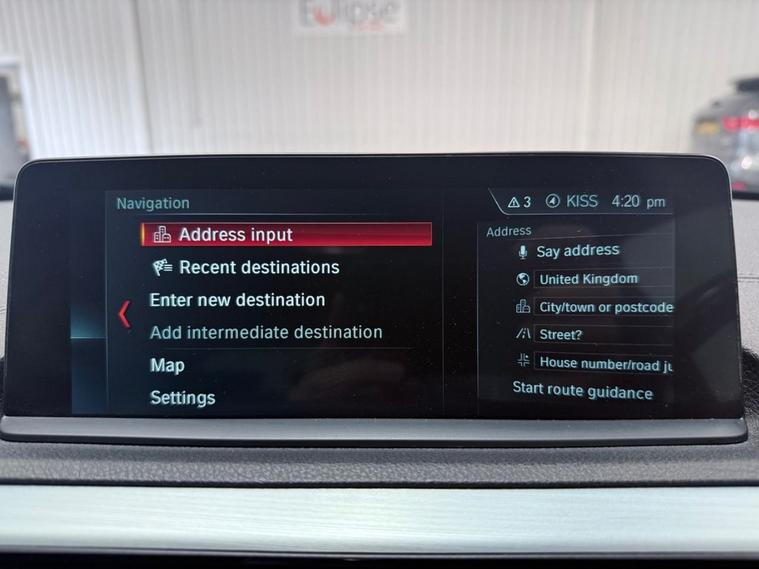 Eclipse
Navigation
3 KISS 4:20 pm
Address input
Recent destinations
Enter new destination
Add intermediate destination
Map
Settings
Address
Say address
United Kingdom
City/town or postcode
Street?
House number/road ju
Start route guidance